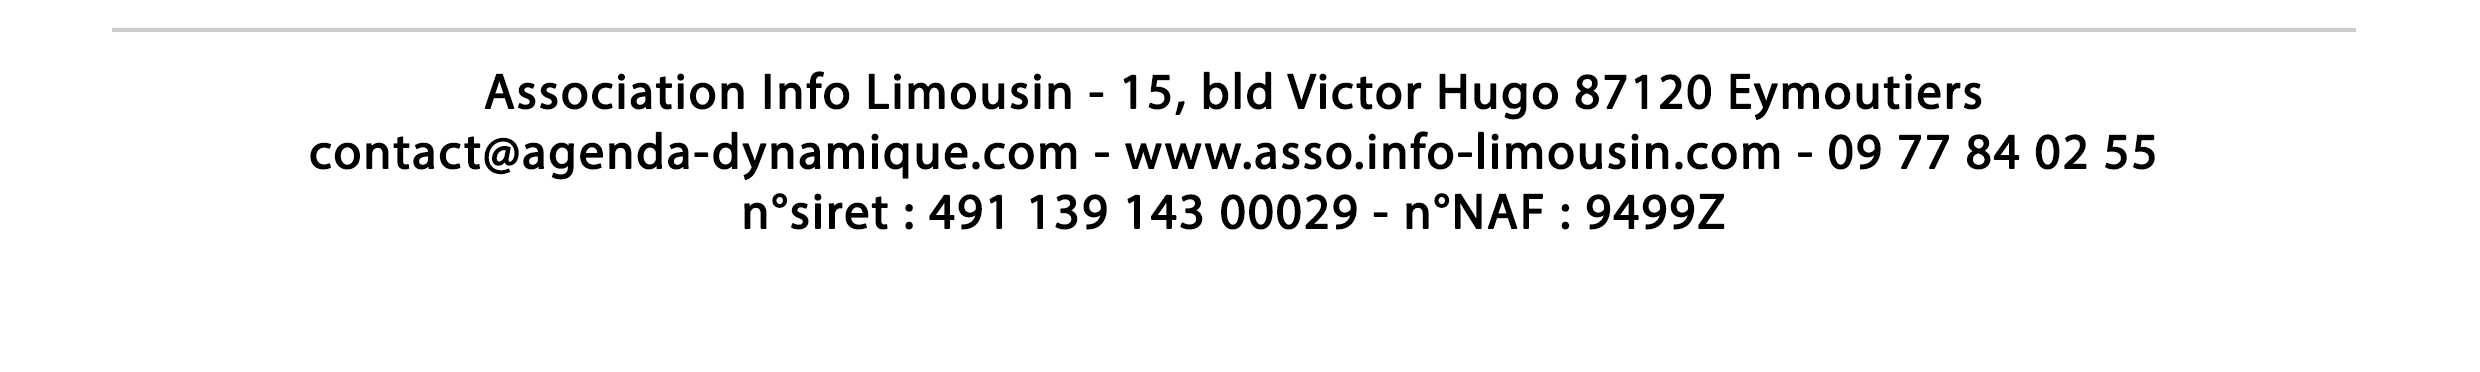 Association Info Limousin - 15, bld Victor Hugo 87120 Eymoutiers
contact@agenda-dynamique.com - www.asso.info-limousin.com - 09 77 84 02 55
n°siret : 491 139 143 00029 - n°NAF : 9499Z